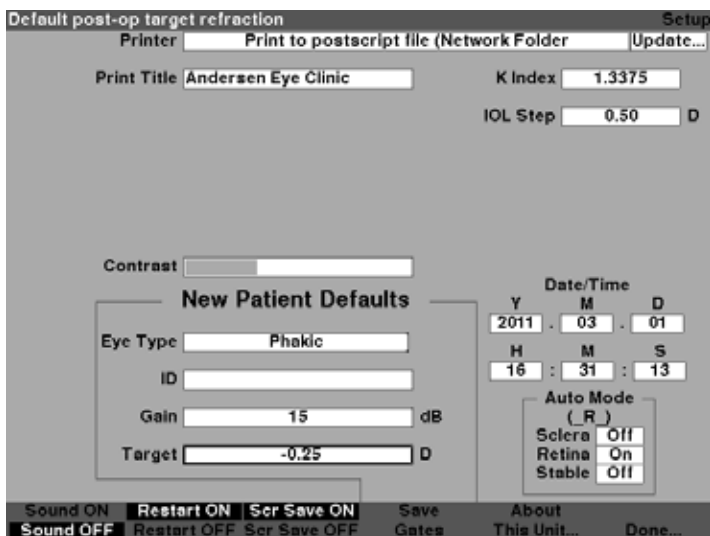 Default post-op target refraction Setup
Printer Print to postscript file (Network Folder Update...
Print Title Andersen Eye Clinic K Index 1.3375
IOL Step 0.50 D
Contrast
New Patient Defaults
Eye Type Phakic
ID
Gain 15 dB
Target -0.25 D
Date/Time
Y M D
2011 . 03 . 01
H M S
16 : 31 : 13
Auto Mode
(_R_)
Sclera Off
Retina On
Stable Off
Sound ON Restart ON Scr Save ON Save About
Sound OFF Restart OFF Scr Save OFF Gates This Unit... Done...